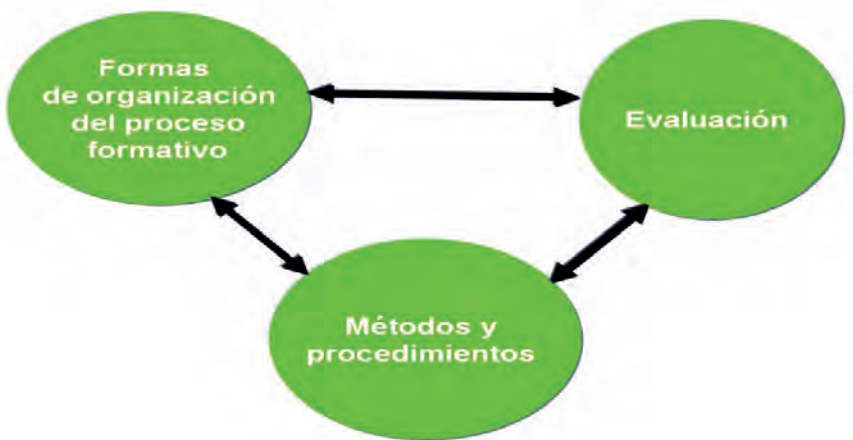 Formas
de organización
del proceso
formativo
Evaluación
Métodos y
procedimientos